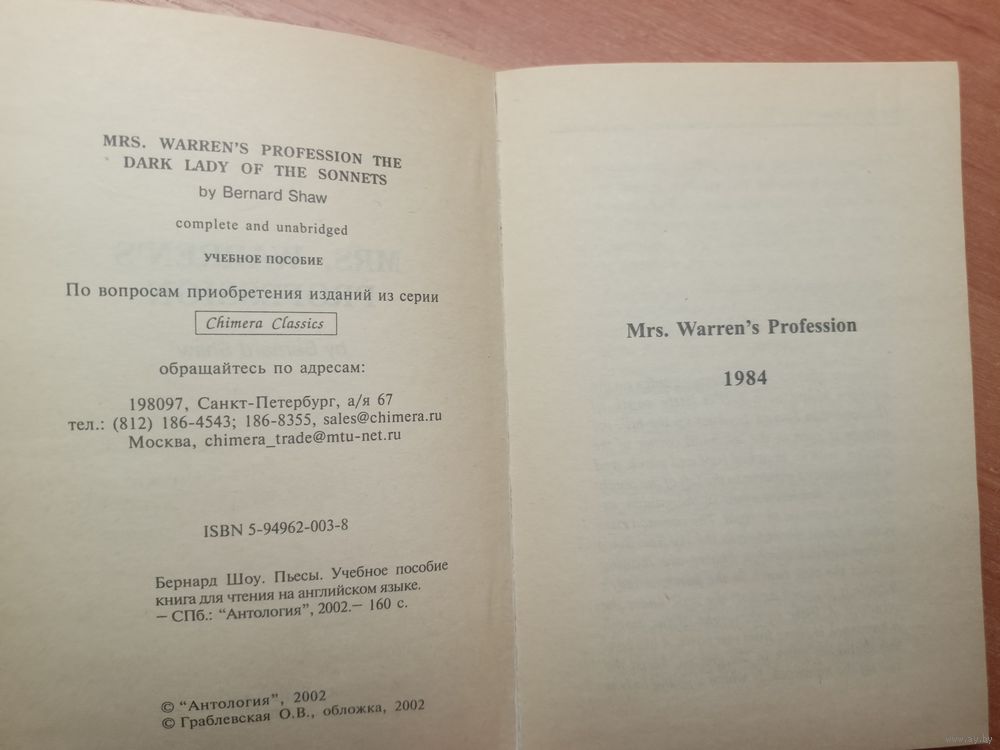 MRS. WARREN'S PROFESSION THE
DARK LADY OF THE SONNETS
by Bernard Shaw
complete and unabridged
УЧЕБНОЕ ПОСОБИЕ
По вопросам приобретения изданий из серии
Chimera Classics
обращайтесь по адресам:
198097, Санкт-Петербург, а/я 67
тел.: (812) 186-4543; 186-8355, sales@chimera.ru
Москва, chimera_trade@mtu-net.ru
ISBN 5-94962-003-8
Бернард Шоу. Пьесы. Учебное пособие
книга для чтения на английском языке.
— СПб.: "Антология", 2002.— 160 с.
© "Антология", 2002
© Граблевская О.В., обложка, 2002
Mrs. Warren's Profession
1984
www.ay.by